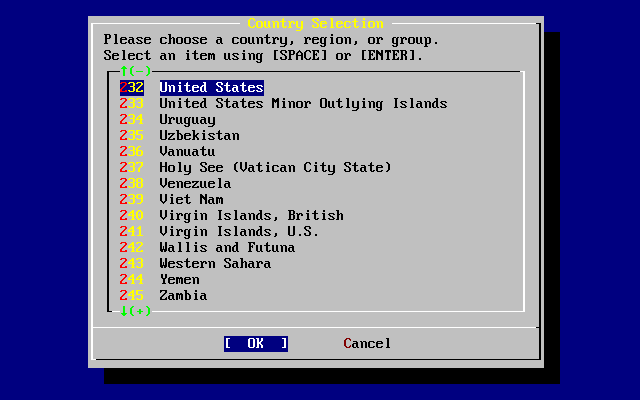 Country Selection
Please choose a country, region, or group.
Select an item using [SPACE] or [ENTER].
↑(-)
232 United States
233 United States Minor Outlying Islands
234 Uruguay
235 Uzbekistan
236 Vanuatu
237 Holy See (Vatican City State)
238 Venezuela
239 Viet Nam
240 Virgin Islands, British
241 Virgin Islands, U.S.
242 Wallis and Futuna
243 Western Sahara
244 Yemen
245 Zambia
↓(+)
[ OK ] Cancel